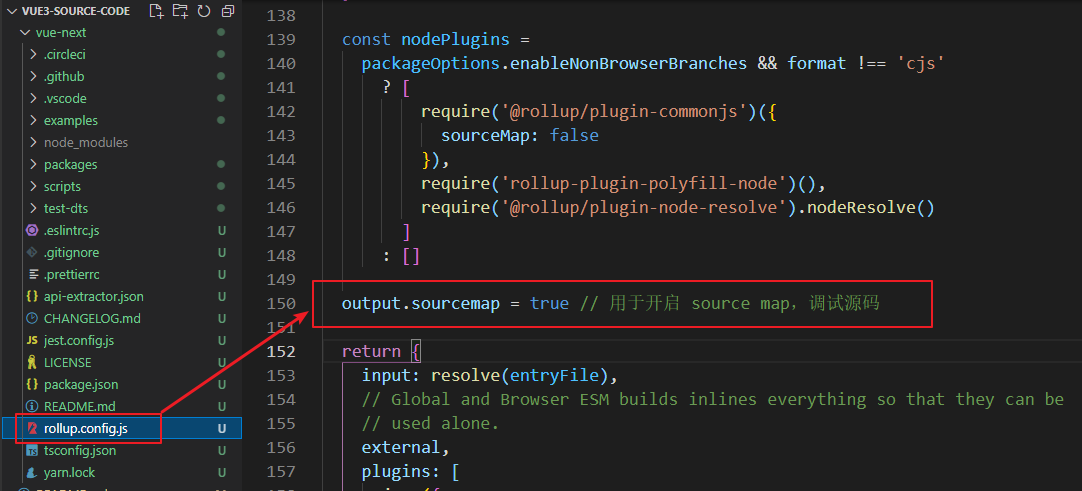 VUE3-SOURCE-CODE
vue-next
.circleci
.github
.vscode
examples
node_modules
packages
scripts
test-dts
.eslintrc.js U
.gitignore U
.prettierrc U
api-extractor.json U
CHANGELOG.md U
JS jest.config.js U
LICENSE U
package.json U
README.md U
rollup.config.js U
TS tsconfig.json U
yarn.lock U
138
139 const nodePlugins =
140 packageOptions.enableNonBrowserBranches && format !== 'cjs'
141 ? [
142 require('@rollup/plugin-commonjs')({
143 sourceMap: false
144 }),
145 require('rollup-plugin-polyfill-node')(),
146 require('@rollup/plugin-node-resolve').nodeResolve()
147 ]
148 : []
149
150 output.sourcemap = true // 用于开启 source map，调试源码
151
152 return {
153 input: resolve(entryFile),
154 // Global and Browser ESM builds inlines everything so that they can be
155 // used alone.
156 external,
157 plugins: [